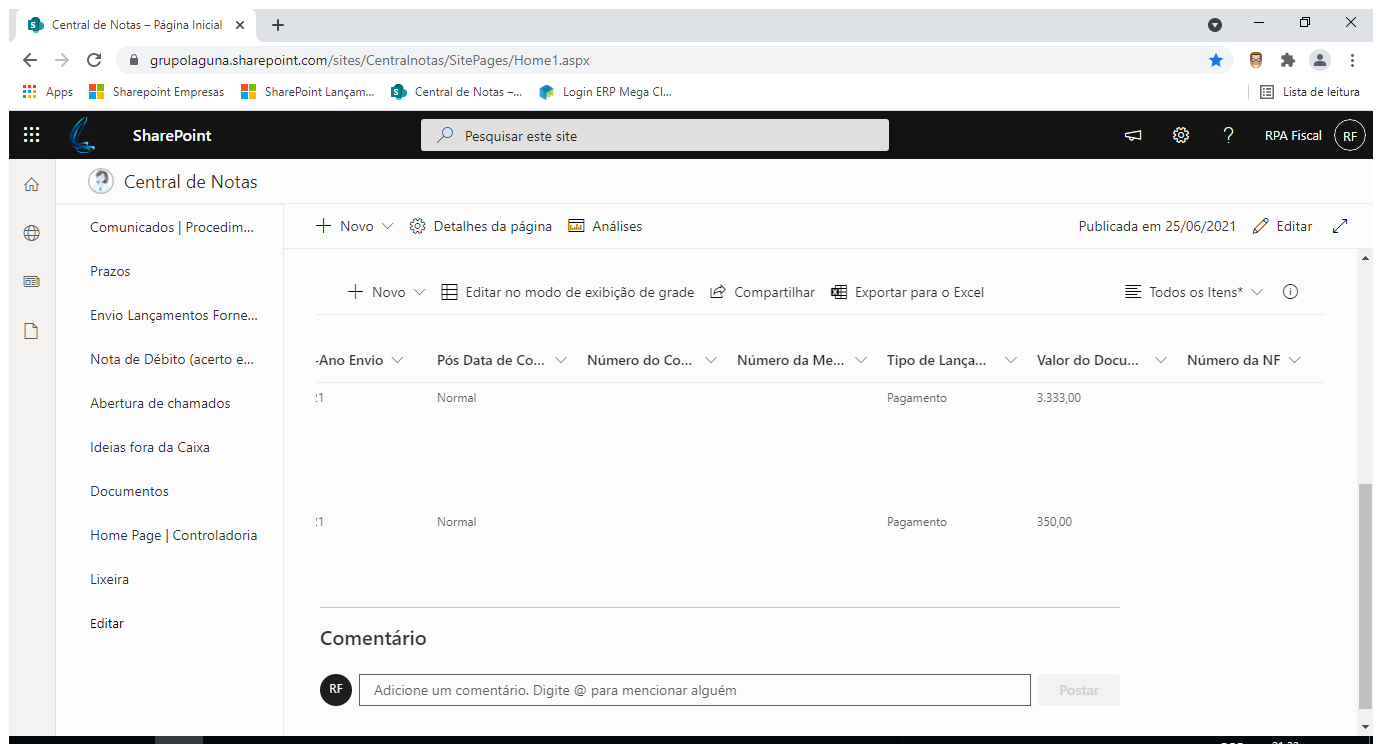 Central de Notas – Página Inicial
grupolaguna.sharepoint.com/sites/Centralnotas/SitePages/Home1.aspx
Apps Sharepoint Empresas SharePoint Lançam... Central de Notas –... Login ERP Mega Cl... Lista de leitura
SharePoint Pesquisar este site RPA Fiscal RF
Central de Notas
Comunicados | Procedim...
Prazos
Envio Lançamentos Forne...
Nota de Débito (acerto e...
Abertura de chamados
Ideias fora da Caixa
Documentos
Home Page | Controladoria
Lixeira
Editar
Novo Detalhes da página Análises Publicada em 25/06/2021 Editar
Novo Editar no modo de exibição de grade Compartilhar Exportar para o Excel Todos os Itens*
-Ano Envio Pós Data de Co... Número do Co... Número da Me... Tipo de Lança... Valor do Docu... Número da NF
21 Normal Pagamento 3.333,00
21 Normal Pagamento 350,00
Comentário
RF Adicione um comentário. Digite @ para mencionar alguém Postar